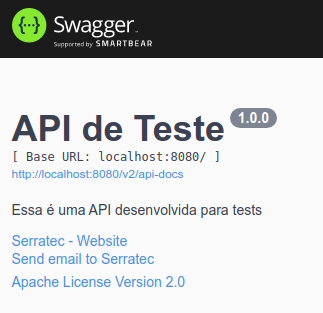 Swagger
Supported by SMARTBEAR
API de Teste 1.0.0
[ Base URL: localhost:8080/ ]
http://localhost:8080/v2/api-docs
Essa é uma API desenvolvida para tests
Serratec - Website
Send email to Serratec
Apache License Version 2.0